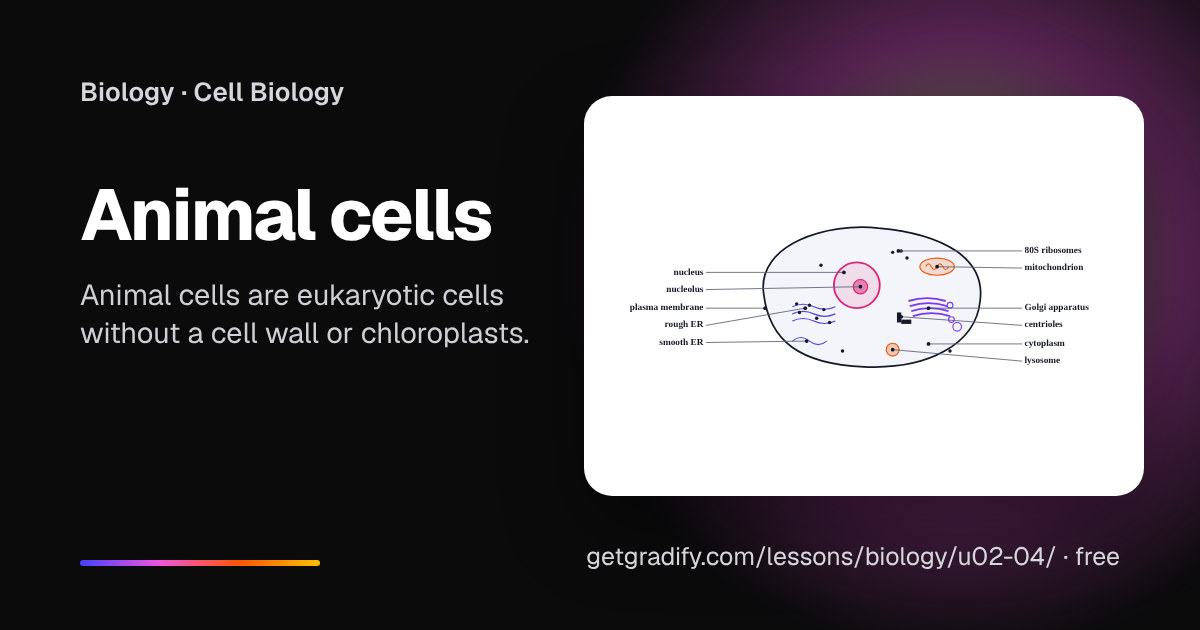 Biology · Cell Biology
Animal cells
Animal cells are eukaryotic cells
without a cell wall or chloroplasts.
nucleus
nucleolus
plasma membrane
rough ER
smooth ER
80S ribosomes
mitochondrion
Golgi apparatus
centrioles
cytoplasm
lysosome
getgradify.com/lessons/biology/u02-04/ · free